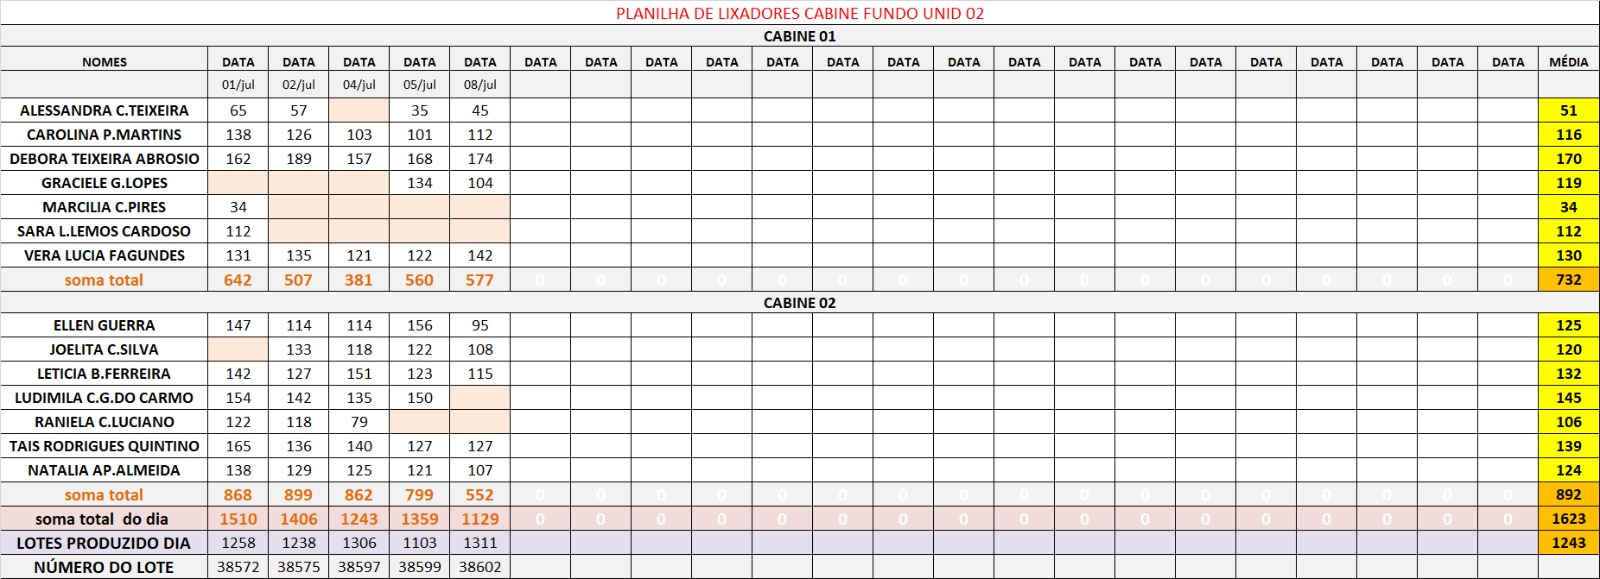 PLANILHA DE LIXADORES CABINE FUNDO UNID 02
CABINE 01
NOMES DATA DATA DATA DATA DATA DATA DATA DATA DATA DATA DATA DATA DATA DATA DATA DATA DATA DATA DATA DATA DATA DATA MÉDIA
01/jul 02/jul 04/jul 05/jul 08/jul
ALESSANDRA C.TEIXEIRA 65 57 35 45 51
CAROLINA P.MARTINS 138 126 103 101 112 116
DEBORA TEIXEIRA ABROSIO 162 189 157 168 174 170
GRACIELE G.LOPES 134 104 119
MARCILIA C.PIRES 34 34
SARA L.LEMOS CARDOSO 112 112
VERA LUCIA FAGUNDES 131 135 121 122 142 130
soma total 642 507 381 560 577 0 0 0 0 0 0 0 0 0 0 0 0 0 0 0 0 0 732
CABINE 02
ELLEN GUERRA 147 114 114 156 95 125
JOELITA C.SILVA 133 118 122 108 120
LETICIA B.FERREIRA 142 127 151 123 115 132
LUDIMILA C.G.DO CARMO 154 142 135 150 145
RANIELA C.LUCIANO 122 118 79 106
TAIS RODRIGUES QUINTINO 165 136 140 127 127 139
NATALIA AP.ALMEIDA 138 129 125 121 107 124
soma total 868 899 862 799 552 0 0 0 0 0 0 0 0 0 0 0 0 0 0 0 0 0 892
soma total do dia 1510 1406 1243 1359 1129 0 0 0 0 0 0 0 0 0 0 0 0 0 0 0 0 0 1623
LOTES PRODUZIDO DIA 1258 1238 1306 1103 1311 1243
NÚMERO DO LOTE 38572 38575 38597 38599 38602